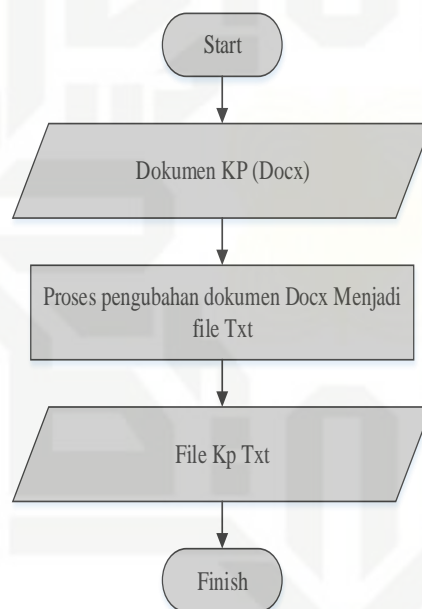 Start
Dokumen KP (Docx)
Proses pengubahan dokumen Docx Menjadi
file Txt
File Kp Txt
Finish